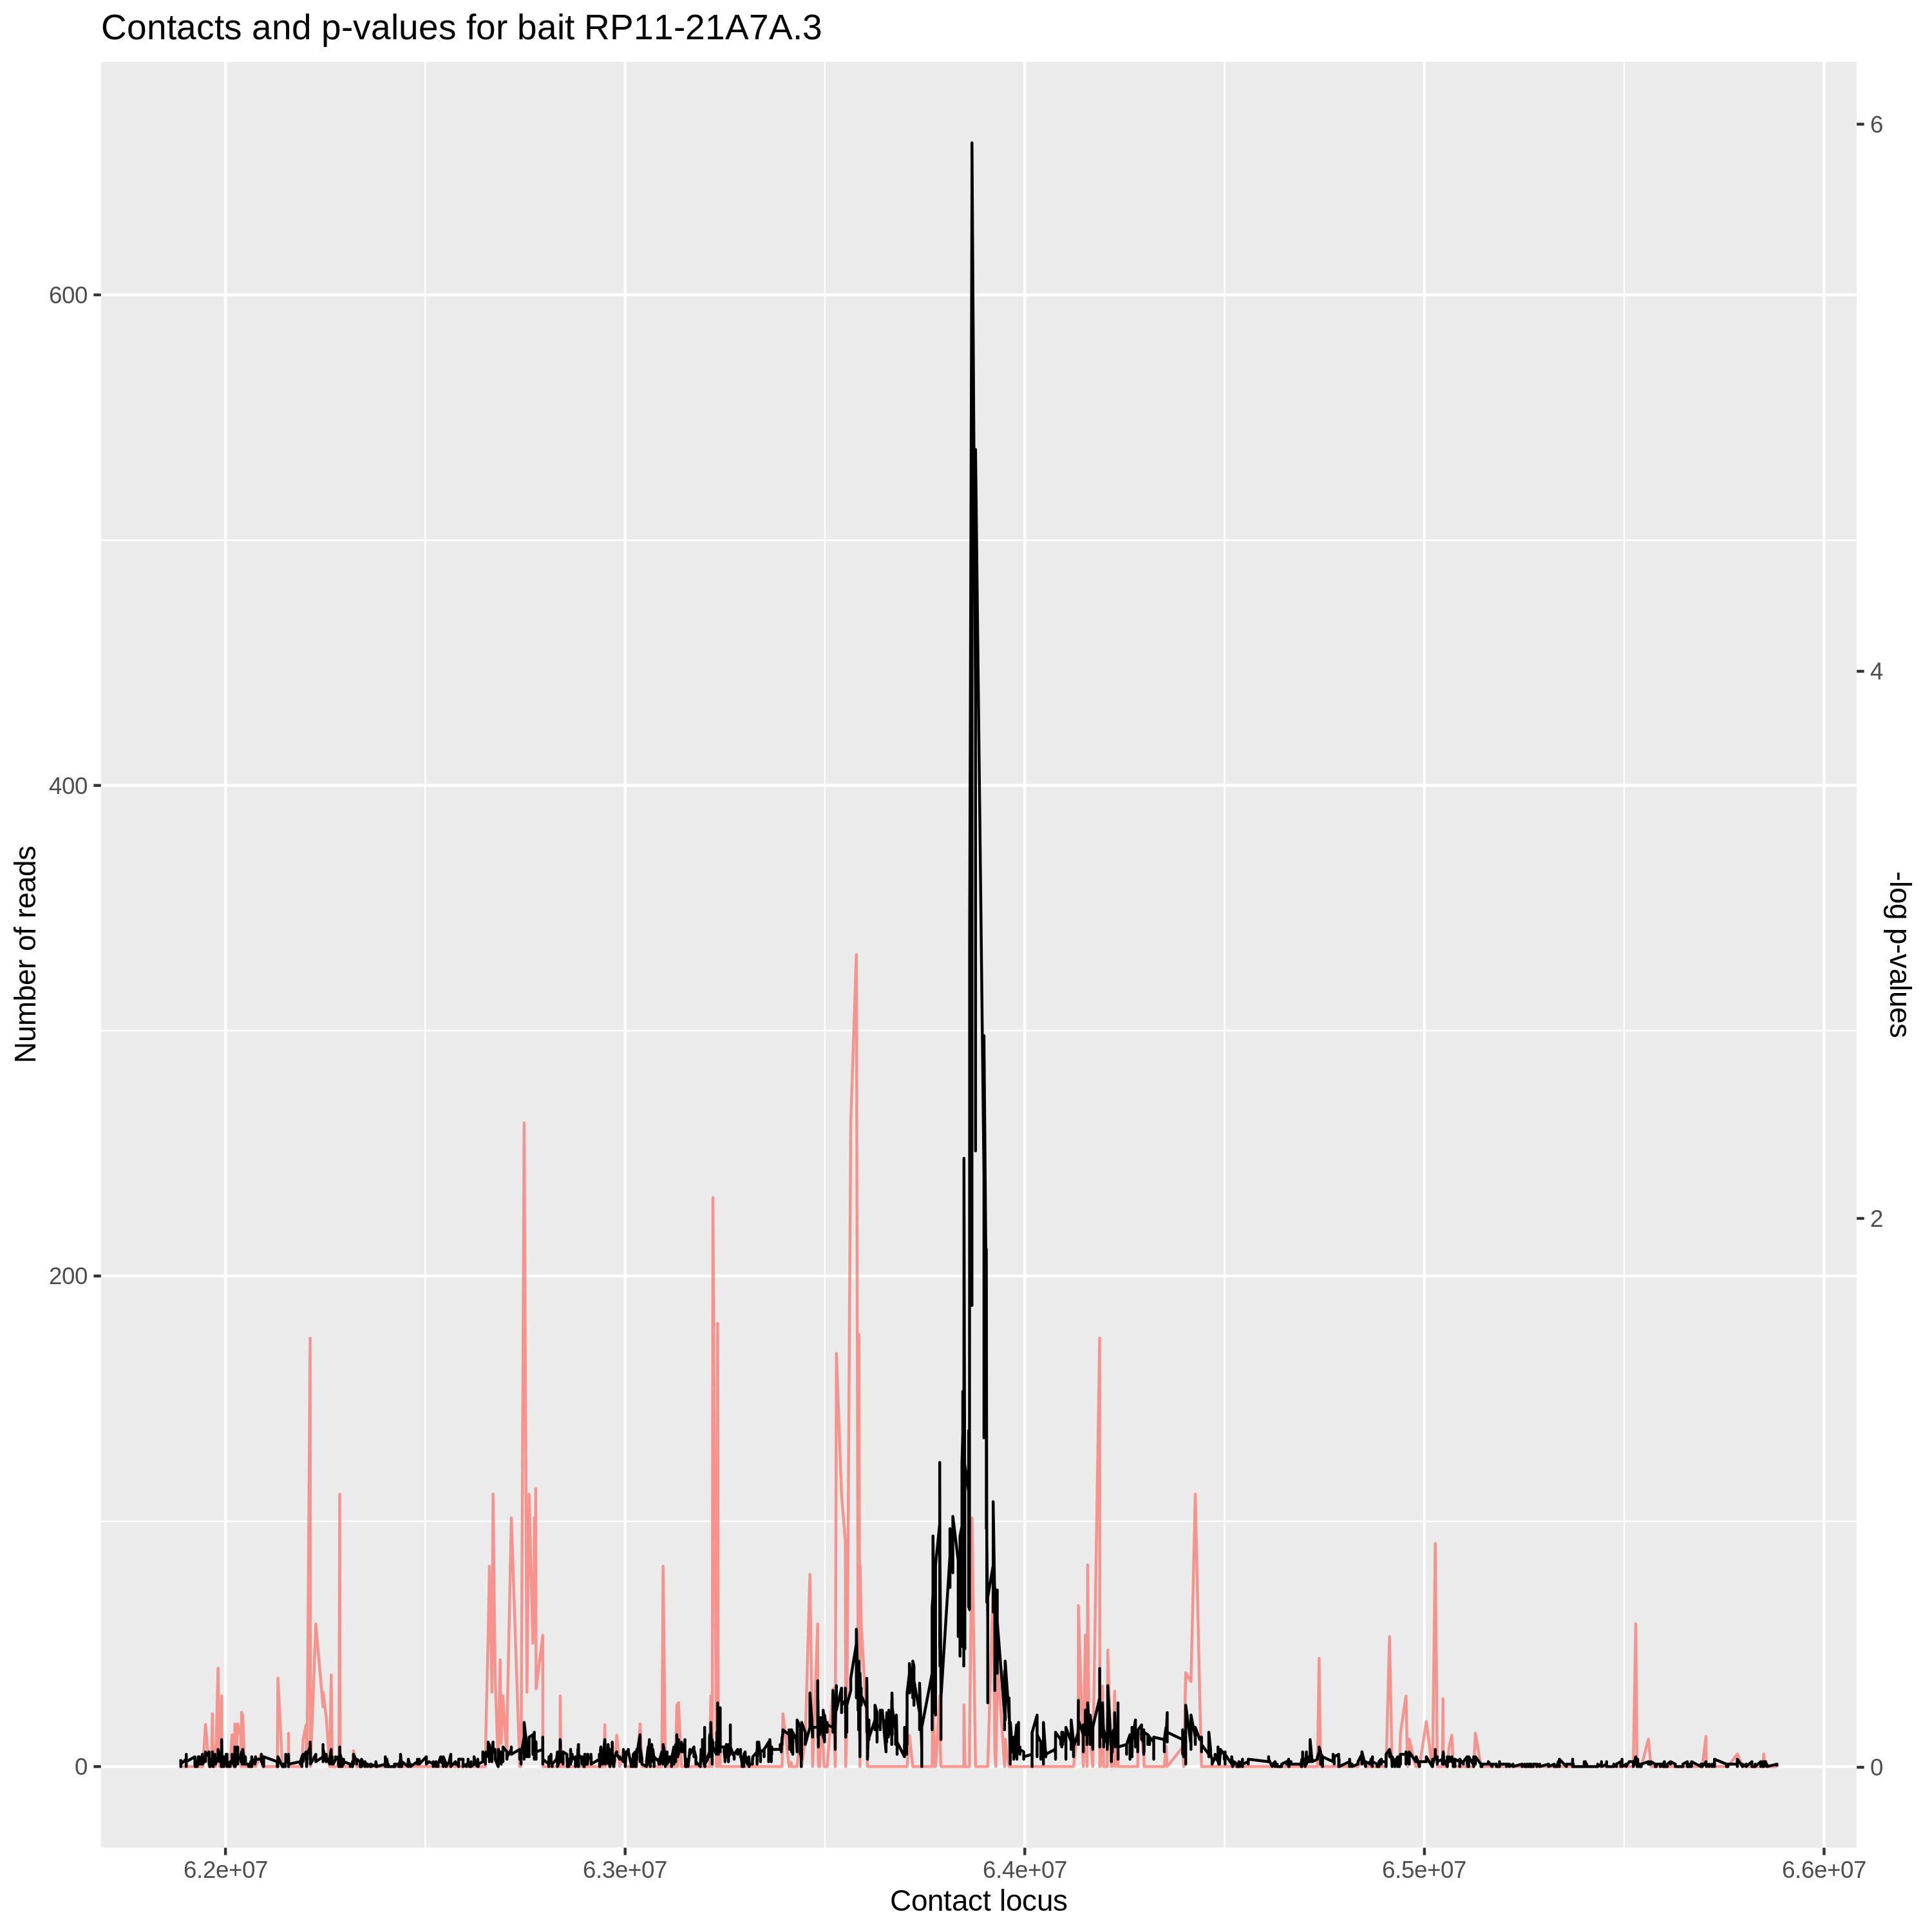 Contacts and p-values for bait RP11-21A7A.3
600
400
200
0
Number of reads
6
4
2
0
-log p-values
6.2e+07
6.3e+07
6.4e+07
6.5e+07
6.6e+07
Contact locus